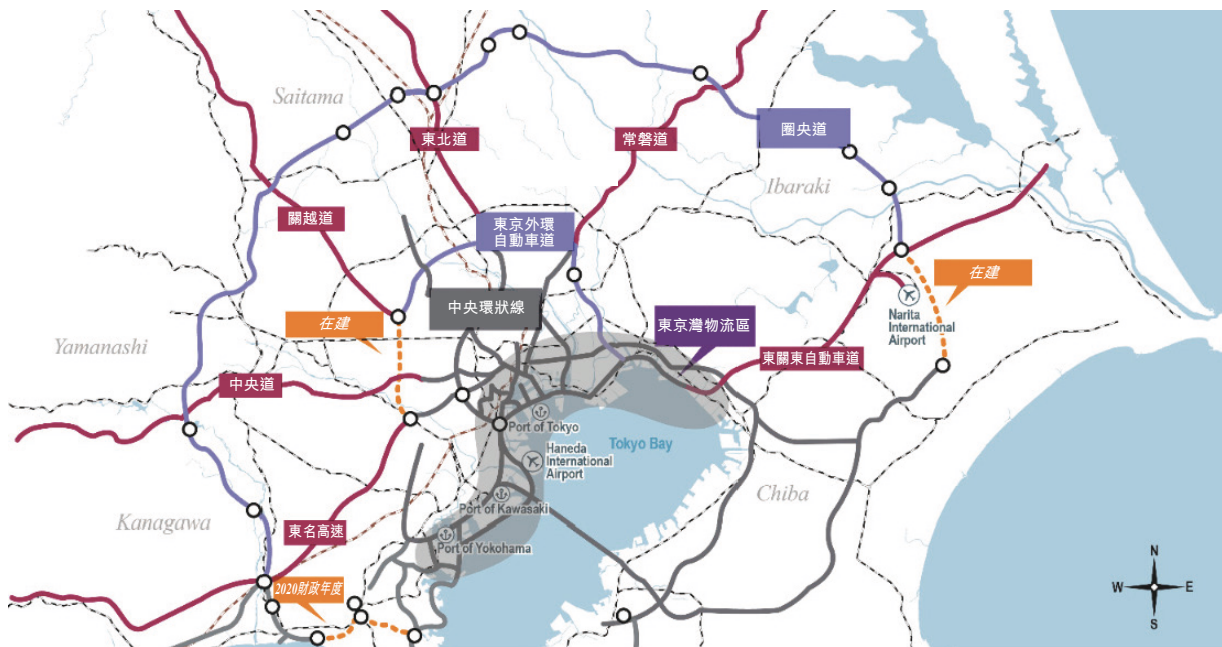 Saitama
東北道
常磐道
圈央道
Ibaraki
關越道
東京外環
自動車道
在建
中央環狀線
在建
東京灣物流區
Narita
International
Airport
Yamanashi
東關東自動車道
中央道
Port of Tokyo
Tokyo Bay
Haneda
International
Airport
Chiba
Port of Kawasaki
Kanagawa
東名高速
Port of Yokohama
2020財政年度
N
W
E
S